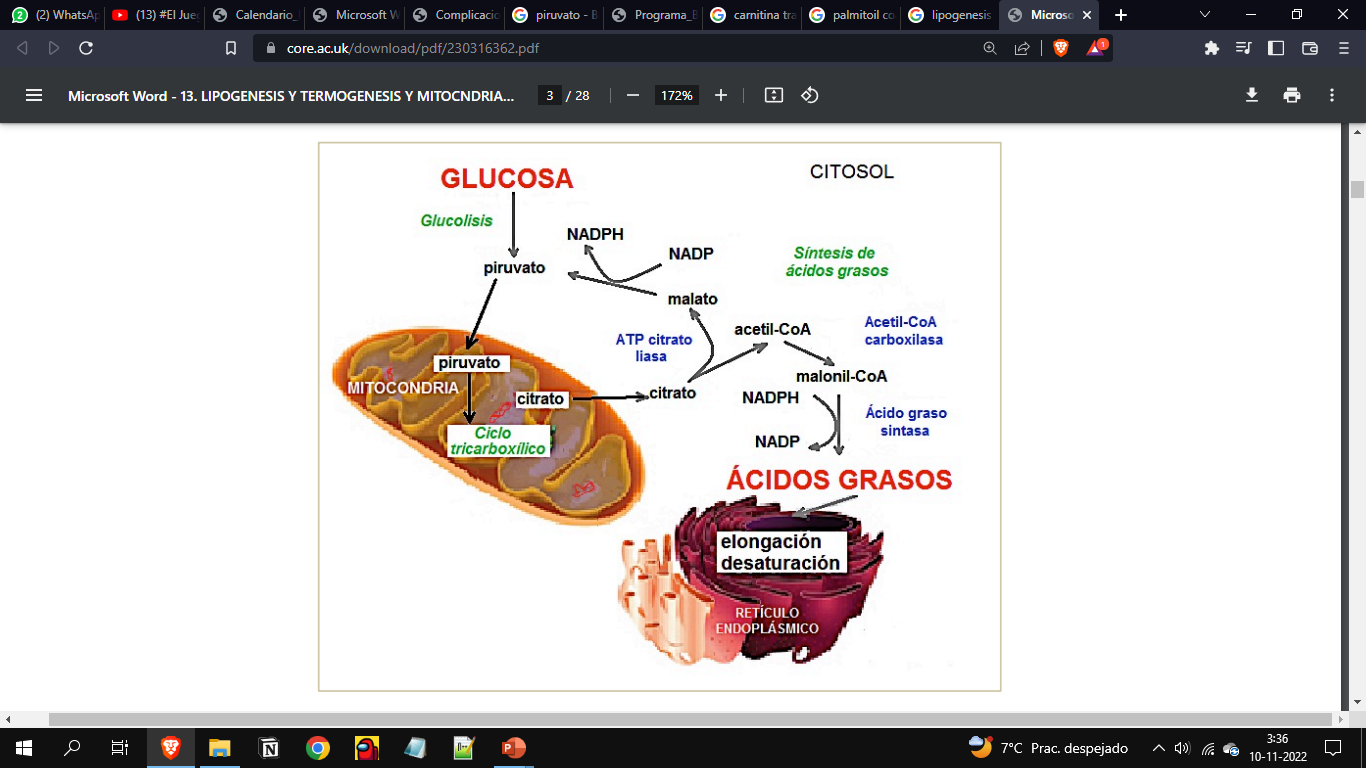 (2) WhatsA
(13) #El Jue
Calendario_
Microsoft W
Complicacio
piruvato - B
Programa_B
carnitina tra
palmitoil co
lipogenesis
Microso
core.ac.uk/download/pdf/230316362.pdf
1
Microsoft Word - 13. LIPOGENESIS Y TERMOGENESIS Y MITOCNDRIA...
3 / 28
172%
GLUCOSA
CITOSOL
Glucolisis
NADPH
NADP
Síntesis de
ácidos grasos
piruvato
malato
ATP citrato
liasa
acetil-CoA
Acetil-CoA
carboxilasa
piruvato
malonil-CoA
MITOCONDRIA
citrato
citrato
NADPH
Ácido graso
sintasa
Ciclo
tricarboxílico
NADP
ÁCIDOS GRASOS
elongación
desaturación
RETÍCULO
ENDOPLÁSMICO
7°C Prac. despejado
3:36
10-11-2022